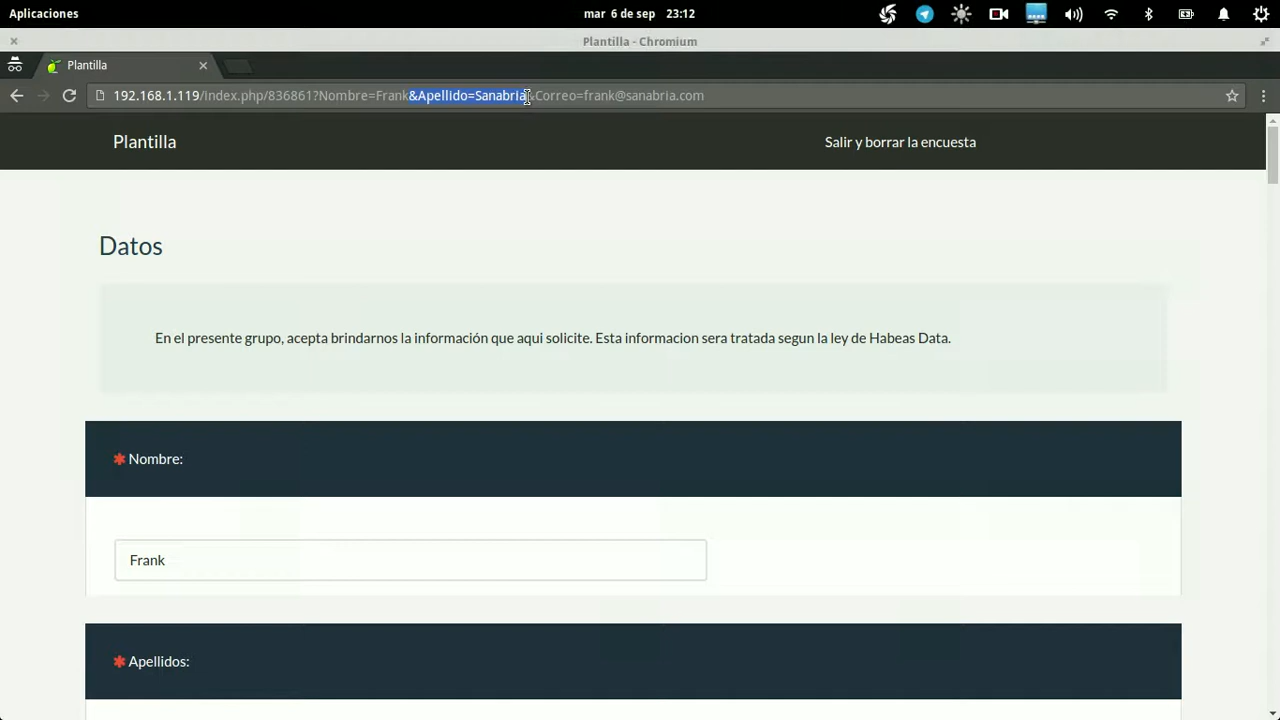 Aplicaciones
mar 6 de sep 23:12
Plantilla - Chromium
Plantilla
192.168.1.119/index.php/836861?Nombre=Frank&Apellido=Sanabria&Correo=frank@sanabria.com
Plantilla
Salir y borrar la encuesta
Datos
En el presente grupo, acepta brindarnos la información que aqui solicite. Esta informacion sera tratada segun la ley de Habeas Data.
* Nombre:
Frank
* Apellidos: